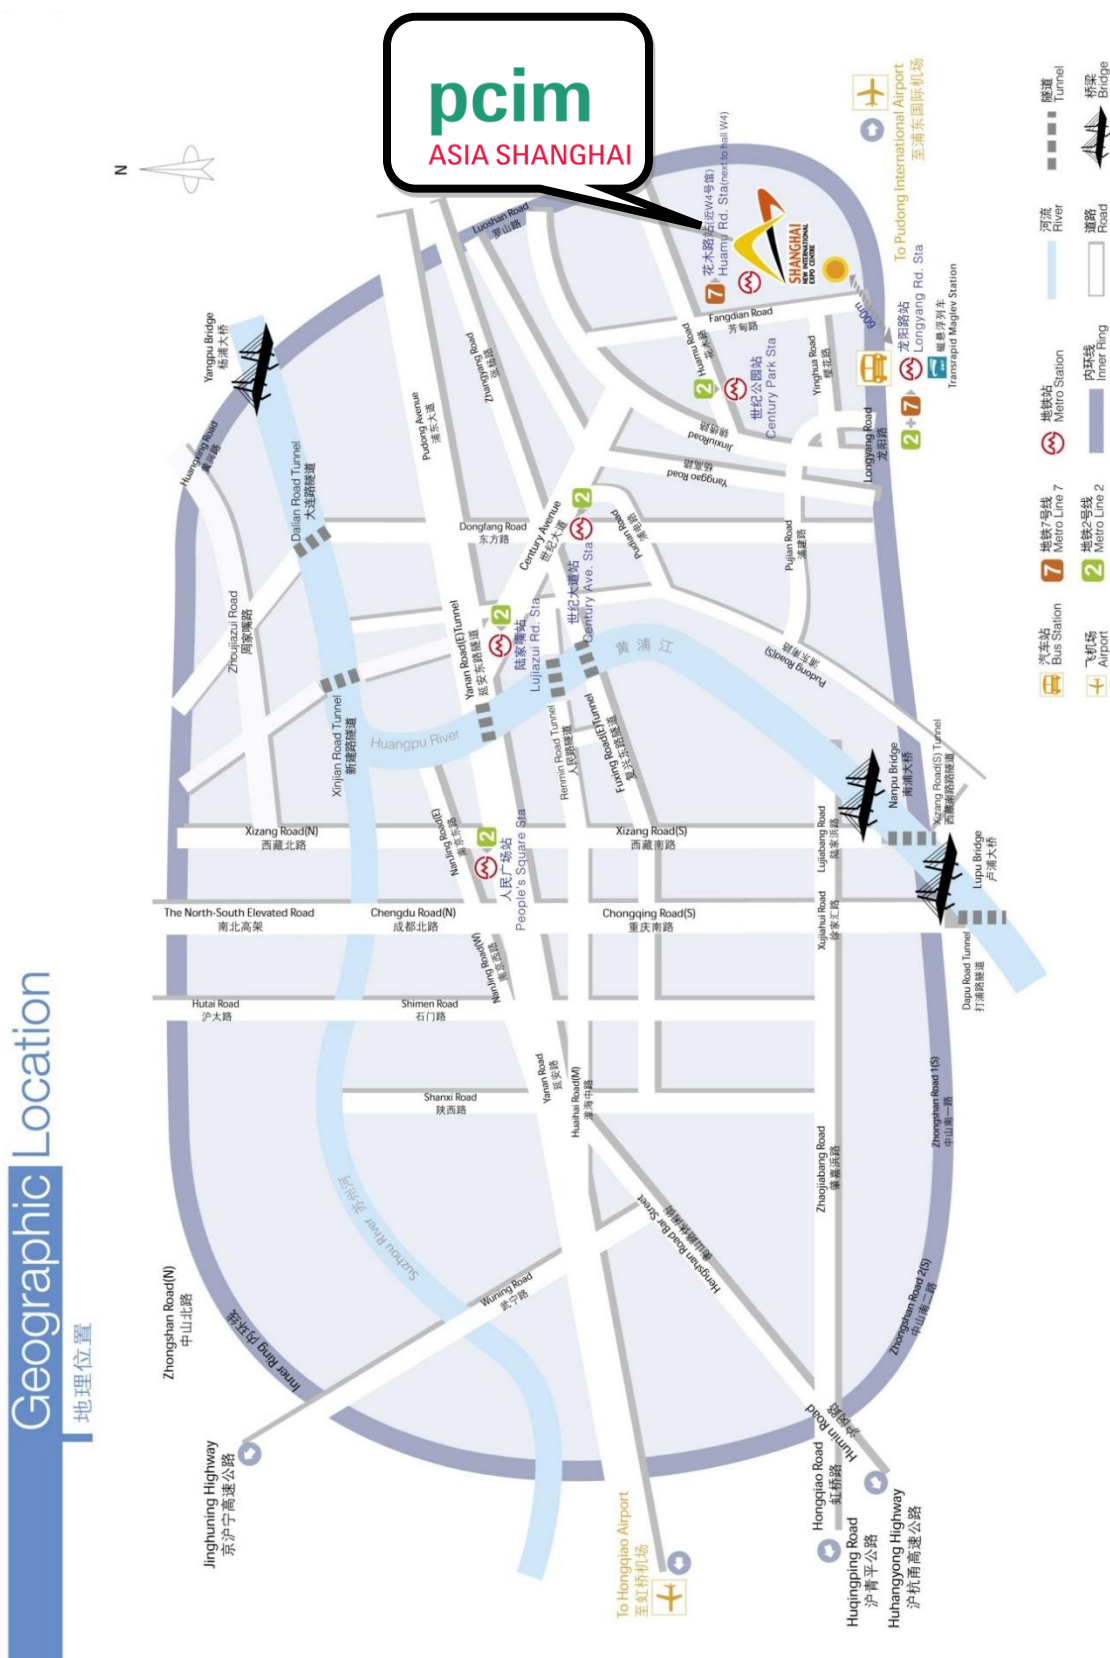 Geographic Location
地理位置
pcim
ASIA SHANGHAI
N
To Pudong International Airport
至浦东国际机场
花木路站(近W4号馆)
Huamu Rd. Sta(next to hall W4)
7
SHANGHAI
NEW INTERNATIONAL
EXPO CENTRE
600m
龙阳路站
Longyang Rd. Sta
磁悬浮列车
Transrapid Maglev Station
2+7
Luoshan Road
罗山路
Fangdian Road
芳甸路
Huamu Road
花木路
2
世纪公园站
Century Park Sta
Yinghua Road
樱花路
Longyang Road
龙阳路
Jinxiu Road
锦绣路
Yanggao Road
杨高路
Zhangyang Road
张杨路
Pudong Avenue
浦东大道
Yangpu Bridge
杨浦大桥
Huangxing Road
黄兴路
Dalian Road Tunnel
大连路隧道
Dongfang Road
东方路
Century Avenue
世纪大道
2
世纪大道站
Century Ave. Sta
Pudian Road
浦电路
Pujian Road
浦建路
Zhoujiazui Road
周家嘴路
Xinjian Road Tunnel
新建路隧道
Yanan Road(E)Tunnel
延安东路隧道
2
陆家嘴站
Lujiazui Rd. Sta
Renmin Road Tunnel
人民路隧道
Fuxing Road(E)Tunnel
复兴东路隧道
黄浦江
Huangpu River
Pudong Road(S)
浦东南路
Nanpu Bridge
南浦大桥
Xizang Road(S) Tunnel
西藏南路隧道
Lupu Bridge
卢浦大桥
Dapu Road Tunnel
打浦路隧道
Xizang Road(N)
西藏北路
NanJing Road(E)
南京东路
2
人民广场站
People's Square Sta
Xizang Road(S)
西藏南路
Lujiabang Road
陆家浜路
The North-South Elevated Road
南北高架
Chengdu Road(N)
成都北路
Chongqing Road(S)
重庆南路
Xujiahui Road
徐家汇路
NanJing Road(W)
南京西路
Hutai Road
沪太路
Shimen Road
石门路
Shanxi Road
陕西路
Yanan Road
延安路
Huaihai Road(M)
淮海中路
Zhaojiabang Road
肇嘉浜路
Zhongshan Road 1(S)
中山南一路
Zhongshan Road 2(S)
中山南二路
Suzhou River 苏州河
Wuning Road
武宁路
Hengshan Road Bar Street
衡山路休闲街
Zhongshan Road(N)
中山北路
Inner Ring 内环线
Jinghuning Highway
京沪宁高速公路
To Hongqiao Airport
至虹桥机场
Hongqiao Road
虹桥路
Humin Road
沪闵路
Huqingping Road
沪青平公路
Huhangyong Highway
沪杭甬高速公路
汽车站
Bus Station
7
地铁7号线
Metro Line 7
地铁站
Metro Station
河流
River
隧道
Tunnel
飞机场
Airport
2
地铁2号线
Metro Line 2
内环线
Inner Ring
道路
Road
桥梁
Bridge